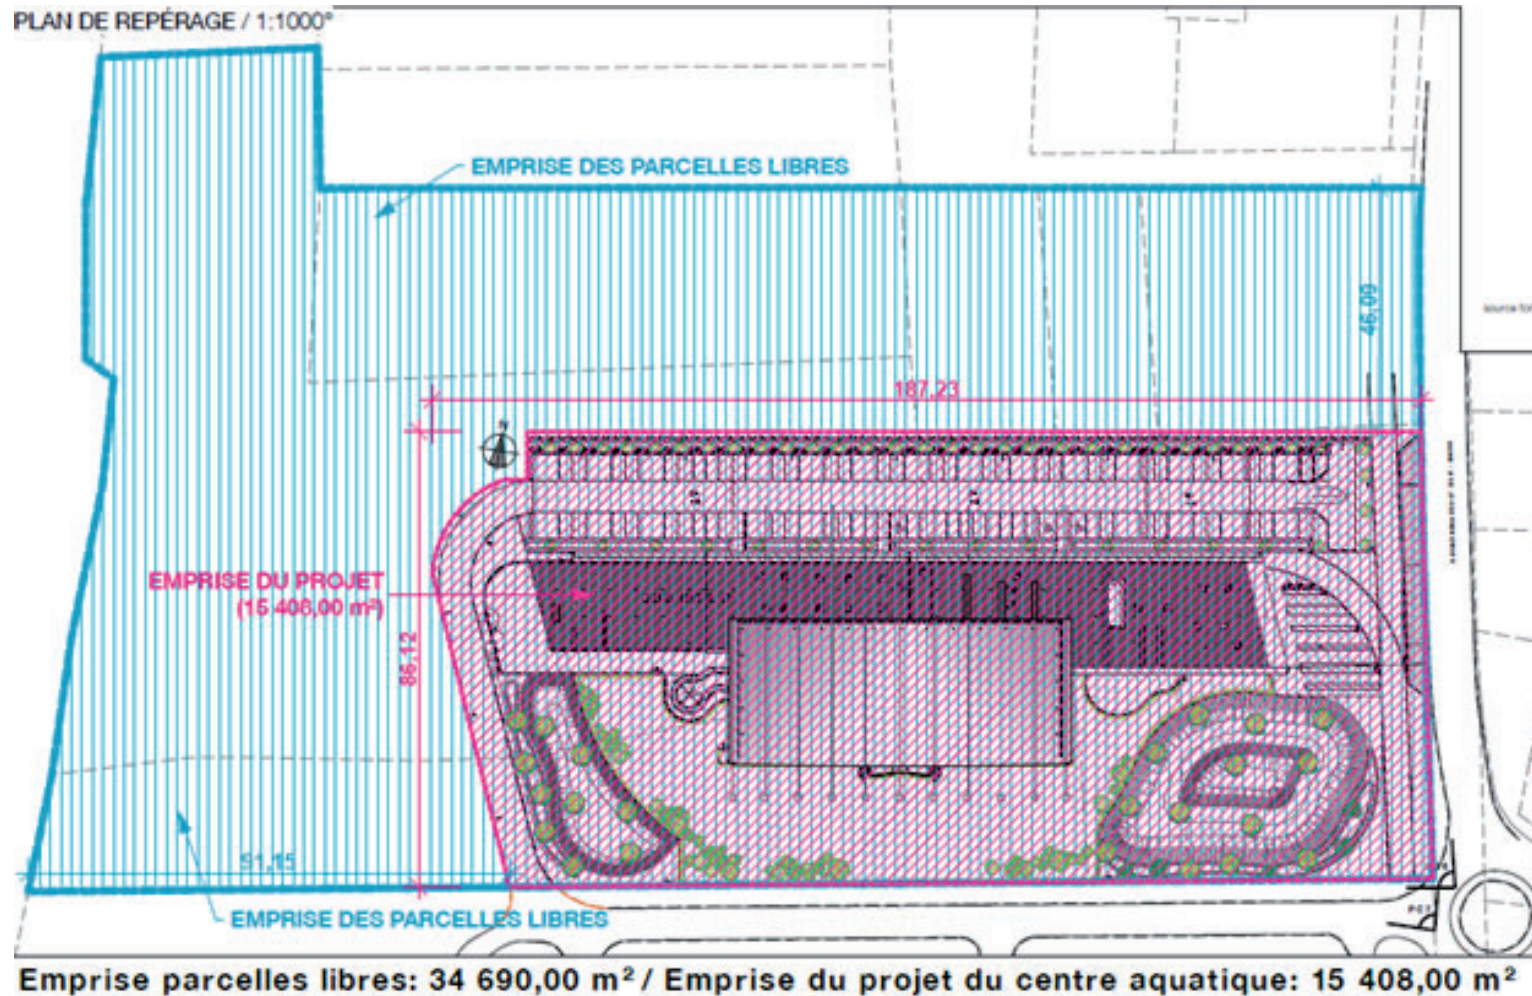 PLAN DE REPÉRAGE / 1:1000°
EMPRISE DES PARCELLES LIBRES
46,09
187,23
N
EMPRISE DU PROJET
(15 408,00 m²)
86,12
51,15
EMPRISE DES PARCELLES LIBRES
Emprise parcelles libres: 34 690,00 m² / Emprise du projet du centre aquatique: 15 408,00 m²